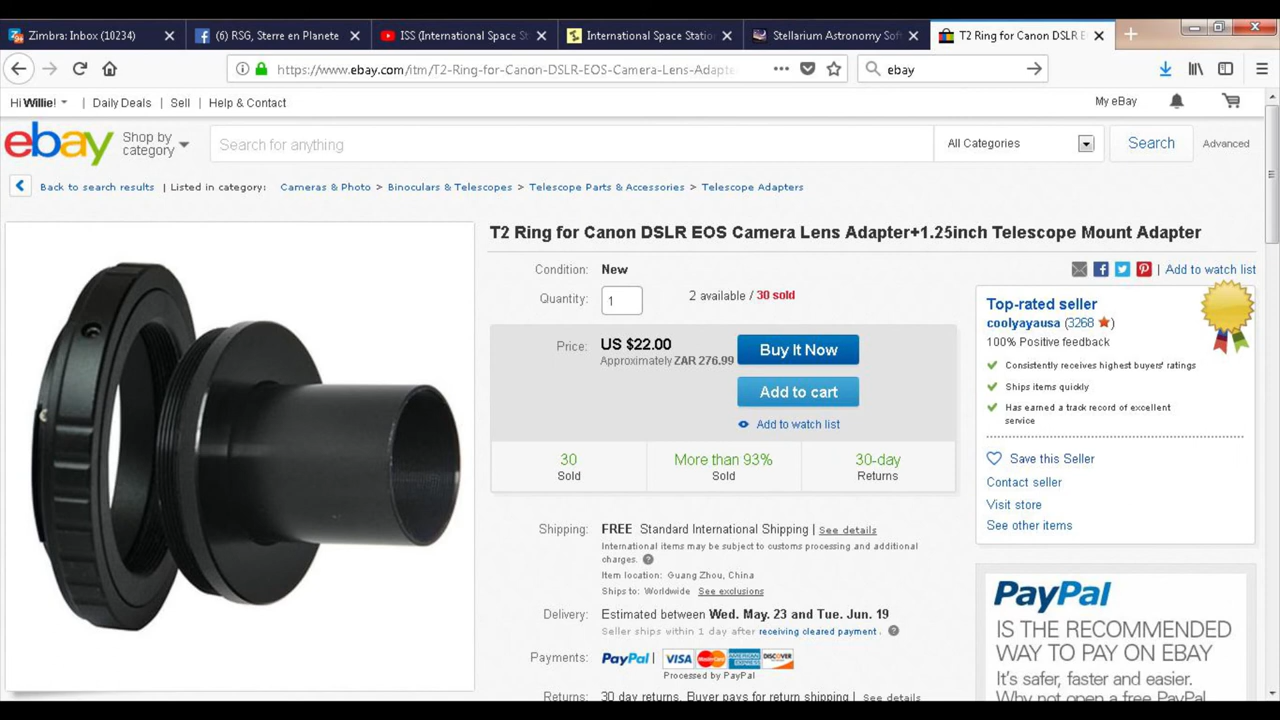 Zimbra: Inbox (10234)
(6) RSG, Sterre en Planete
ISS (International Space
International Space Statio
Stellarium Astronomy Sof
T2 Ring for Canon DSLR E
https://www.ebay.com/itm/T2-Ring-for-Canon-DSLR-EOS-Camera-Lens-Adapte
ebay
Hi Willie!
Daily Deals
Sell
Help & Contact
My eBay
ebay
Shop by
category
Search for anything
All Categories
Search
Advanced
Back to search results | Listed in category: Cameras & Photo > Binoculars & Telescopes > Telescope Parts & Accessories > Telescope Adapters
T2 Ring for Canon DSLR EOS Camera Lens Adapter+1.25inch Telescope Mount Adapter
Condition: New
Quantity: 1 2 available / 30 sold
Price: US $22.00
Approximately ZAR 276.99
Buy It Now
Add to cart
Add to watch list
30
Sold
More than 93%
Sold
30-day
Returns
Shipping: FREE Standard International Shipping | See details
International items may be subject to customs processing and additional
charges.
Item location: Guang Zhou, China
Ships to: Worldwide See exclusions
Delivery: Estimated between Wed. May. 23 and Tue. Jun. 19
Seller ships within 1 day after receiving cleared payment.
Payments: PayPal | VISA MasterCard AMERICAN EXPRESS DISCOVER
Processed by PayPal
Returns: 30 day returns. Buyer pays for return shipping | See details
| Add to watch list
Top-rated seller
coolyayausa (3268 )
100% Positive feedback
Consistently receives highest buyers' ratings
Ships items quickly
Has earned a track record of excellent
service
Save this Seller
Contact seller
Visit store
See other items
PayPal
IS THE RECOMMENDED
WAY TO PAY ON EBAY
It's safer, faster and easier.
Why not open a free PayPal